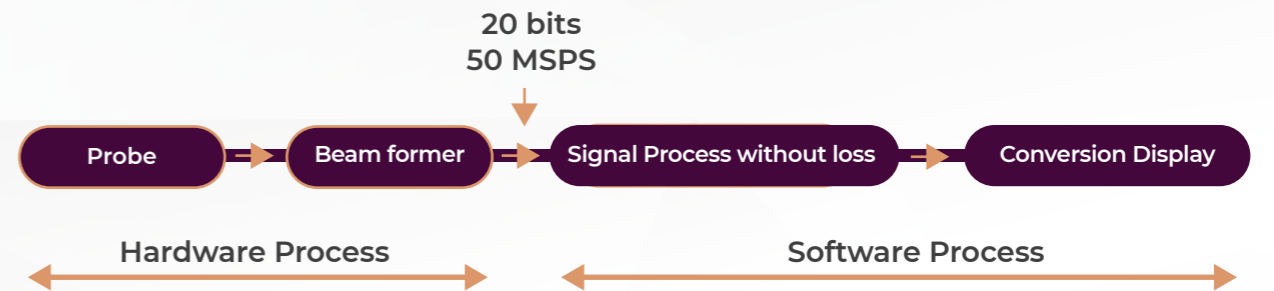 20 bits
50 MSPS
Probe
Beam former
Signal Process without loss
Conversion Display
Hardware Process
Software Process